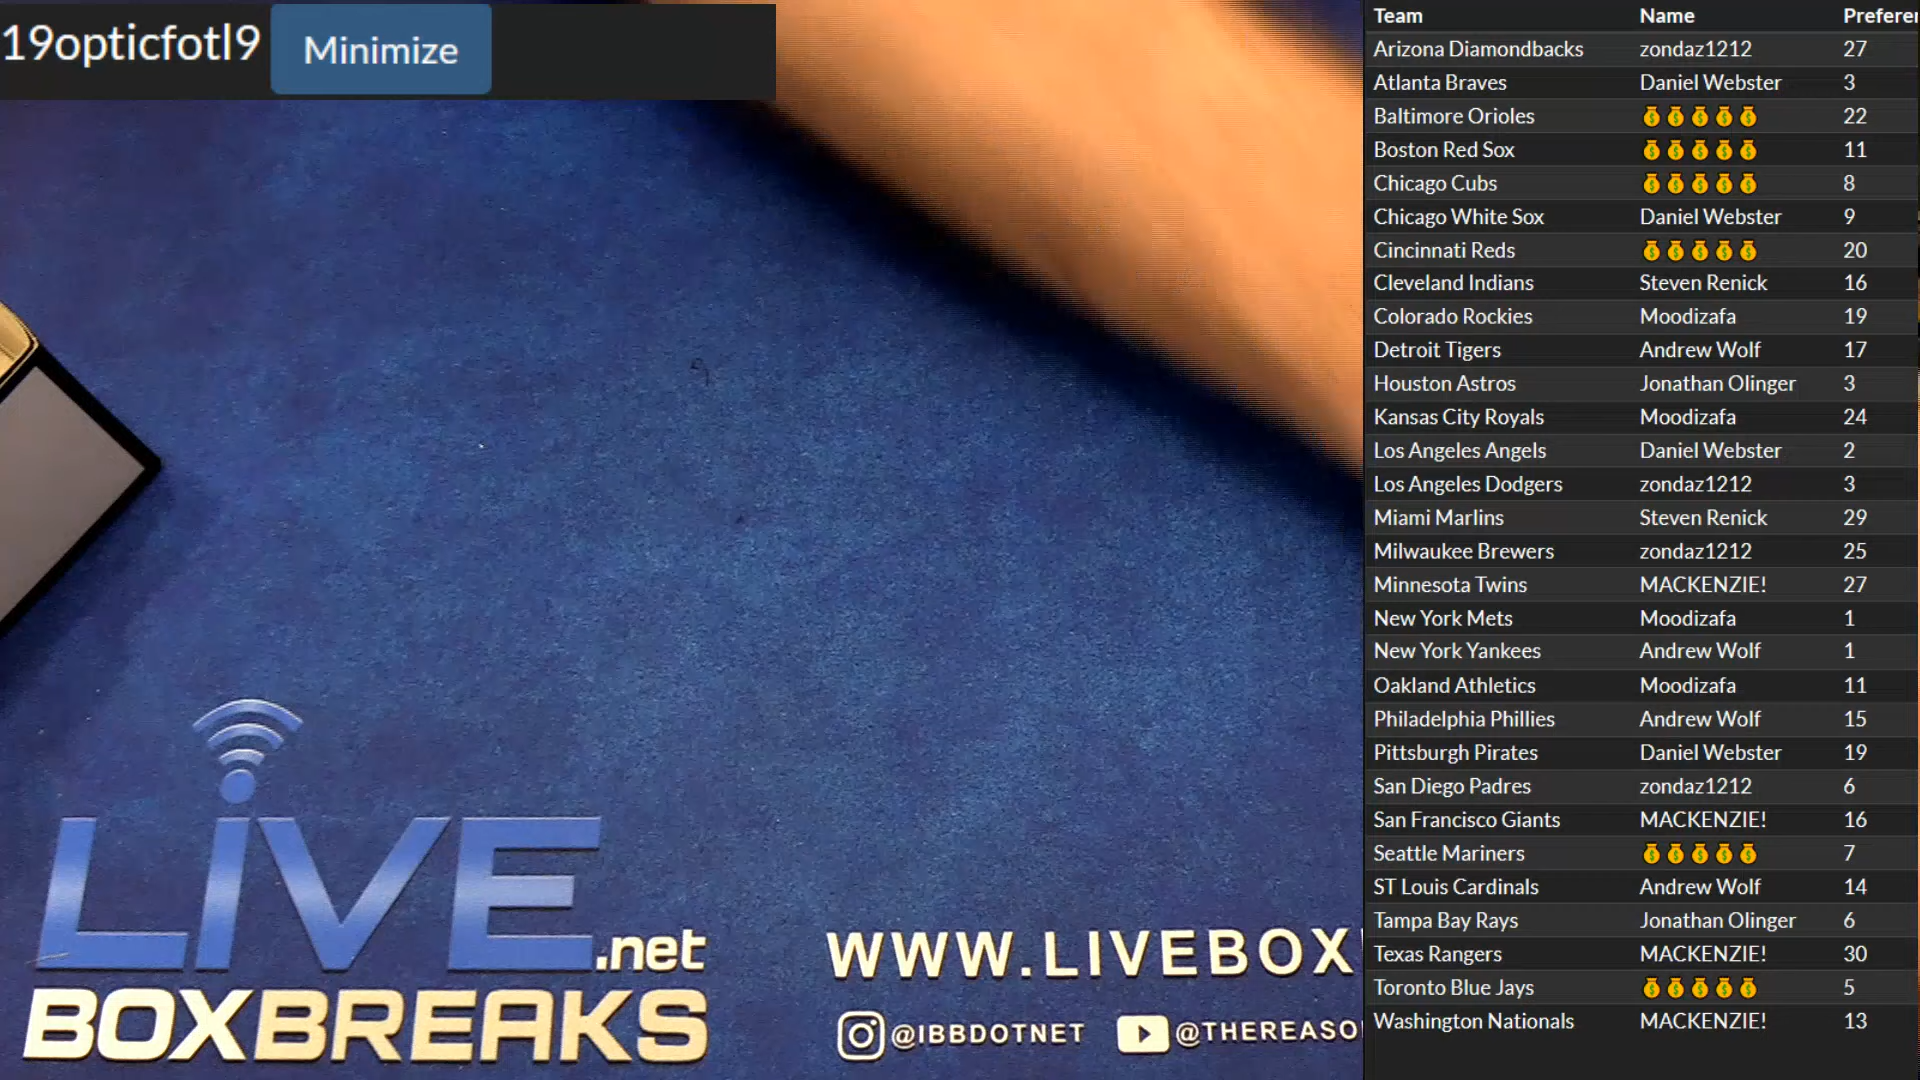 19opticfotl9 Minimize
Team Name Preferen
Arizona Diamondbacks zondaz1212 27
Atlanta Braves Daniel Webster 3
Baltimore Orioles 💰💰💰💰💰 22
Boston Red Sox 💰💰💰💰💰 11
Chicago Cubs 💰💰💰💰💰 8
Chicago White Sox Daniel Webster 9
Cincinnati Reds 💰💰💰💰💰 20
Cleveland Indians Steven Renick 16
Colorado Rockies Moodizafa 19
Detroit Tigers Andrew Wolf 17
Houston Astros Jonathan Olinger 3
Kansas City Royals Moodizafa 24
Los Angeles Angels Daniel Webster 2
Los Angeles Dodgers zondaz1212 3
Miami Marlins Steven Renick 29
Milwaukee Brewers zondaz1212 25
Minnesota Twins MACKENZIE! 27
New York Mets Moodizafa 1
New York Yankees Andrew Wolf 1
Oakland Athletics Moodizafa 11
Philadelphia Phillies Andrew Wolf 15
Pittsburgh Pirates Daniel Webster 19
San Diego Padres zondaz1212 6
San Francisco Giants MACKENZIE! 16
Seattle Mariners 💰💰💰💰💰 7
ST Louis Cardinals Andrew Wolf 14
Tampa Bay Rays Jonathan Olinger 6
Texas Rangers MACKENZIE! 30
Toronto Blue Jays 💰💰💰💰💰 5
Washington Nationals MACKENZIE! 13
LiVE.net
BOXBREAKS
WWW.LIVEBOX
@IBBDOTNET @THEREASO